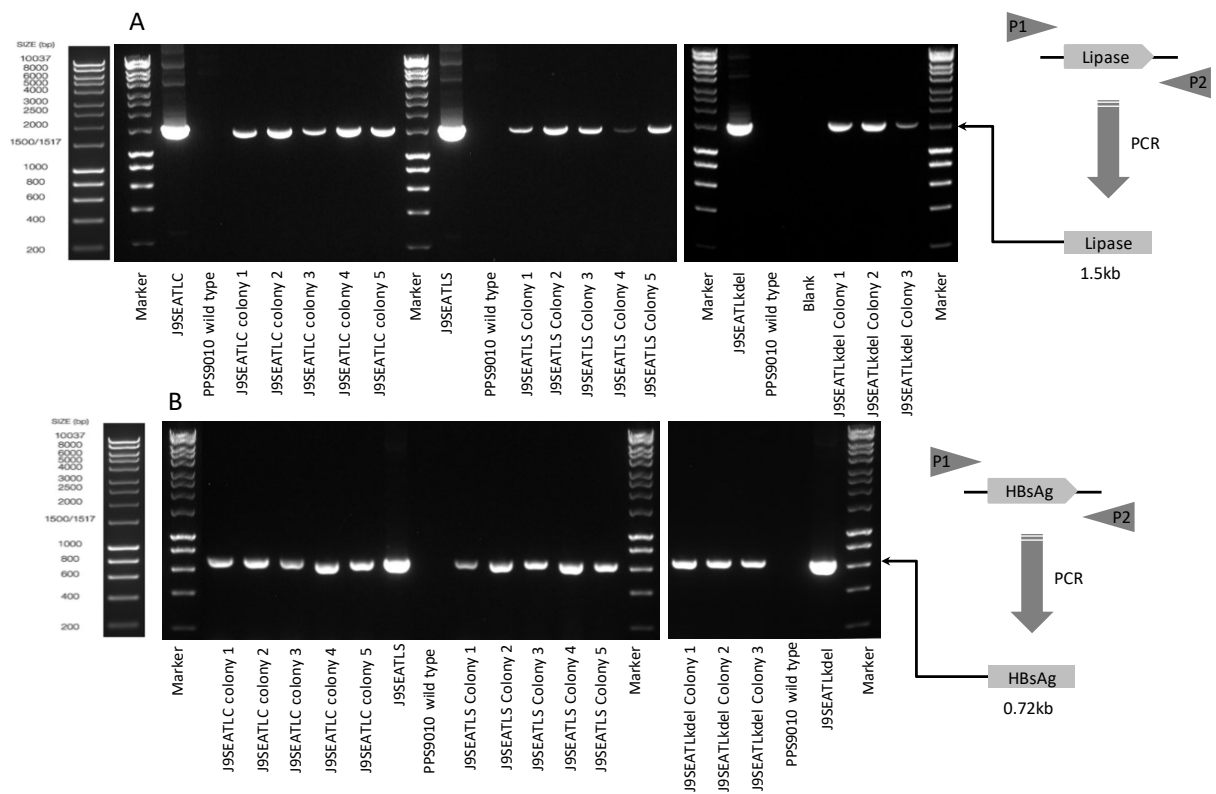 A
SIZE (bp)
10037
8000
6000
5000
4000
3000
2500
2000
1500/1517
1000
800
600
400
200
Marker
J9SEATLC
PPS9010 wild type
J9SEATLC colony 1
J9SEATLC colony 2
J9SEATLC colony 3
J9SEATLC colony 4
J9SEATLC colony 5
Marker
J9SEATLS
PPS9010 wild type
J9SEATLS Colony 1
J9SEATLS Colony 2
J9SEATLS Colony 3
J9SEATLS Colony 4
J9SEATLS Colony 5
Marker
J9SEATLkdel
PPS9010 wild type
Blank
J9SEATLkdel Colony 1
J9SEATLkdel Colony 2
J9SEATLkdel Colony 3
Marker
P1
Lipase
P2
PCR
Lipase
1.5kb
B
SIZE (bp)
10037
8000
6000
5000
4000
3000
2500
2000
1500/1517
1000
800
600
400
200
Marker
J9SEATLC colony 1
J9SEATLC colony 2
J9SEATLC colony 3
J9SEATLC colony 4
J9SEATLC colony 5
J9SEATLS
PPS9010 wild type
J9SEATLS Colony 1
J9SEATLS Colony 2
J9SEATLS Colony 3
J9SEATLS Colony 4
J9SEATLS Colony 5
Marker
J9SEATLkdel Colony 1
J9SEATLkdel Colony 2
J9SEATLkdel Colony 3
PPS9010 wild type
J9SEATLkdel
Marker
P1
HBsAg
P2
PCR
HBsAg
0.72kb